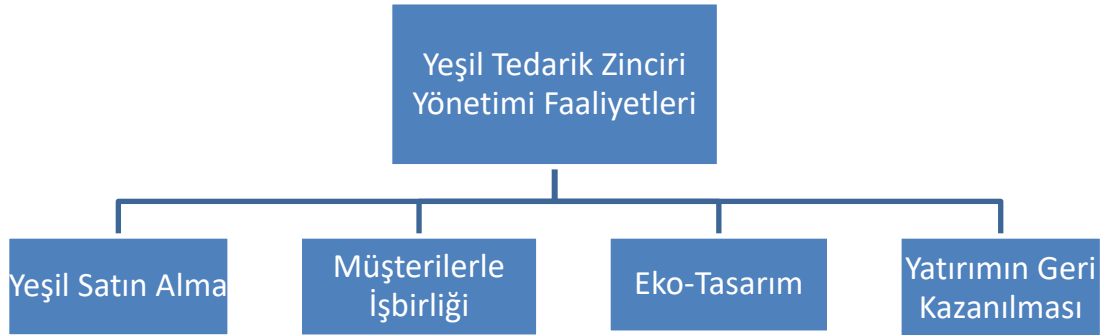 Yeşil Tedarik Zinciri
Yönetimi Faaliyetleri
Yeşil Satın Alma
Müşterilerle
İşbirliği
Eko-Tasarım
Yatırımın Geri
Kazanılması